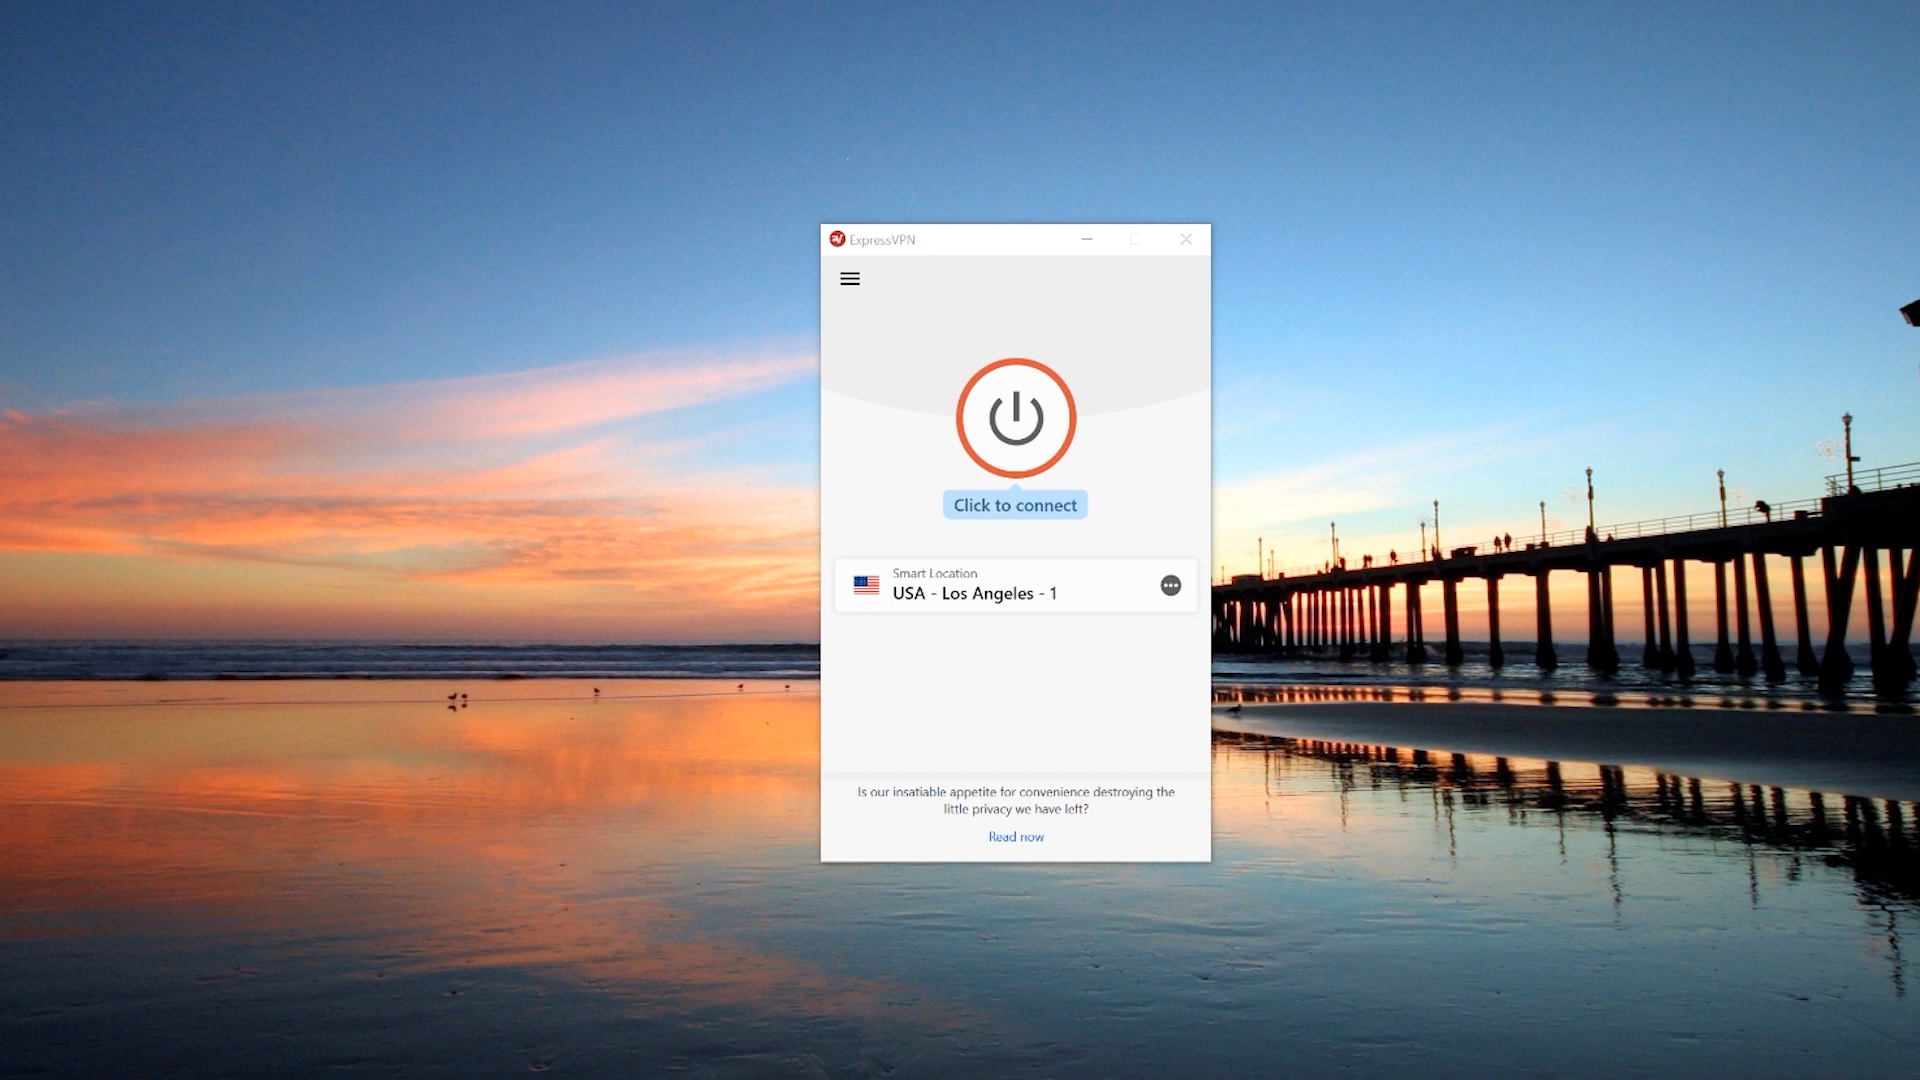 ExpressVPN
Click to connect
Smart Location
USA - Los Angeles - 1
Is our insatiable appetite for convenience destroying the
little privacy we have left?
Read now